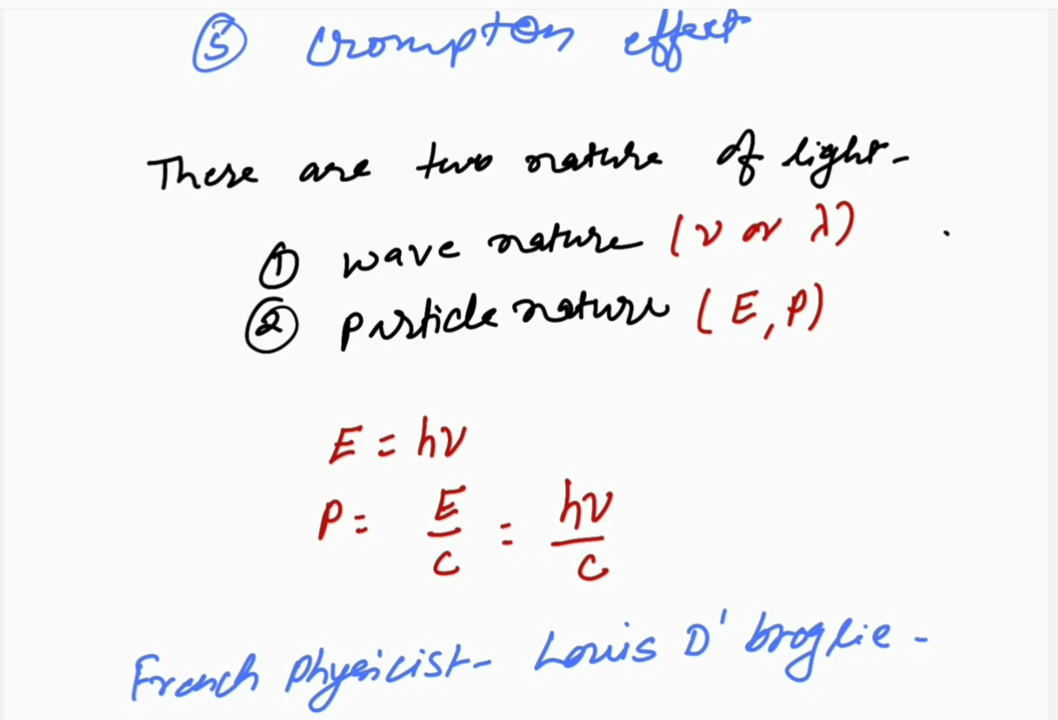 ⑤ Crompton effect
There are two nature of light-
① wave nature (ν or λ)
② Particle nature (E, P)
E = hν
P = E/C = hν/C
French Physicist- Louis D' broglie -